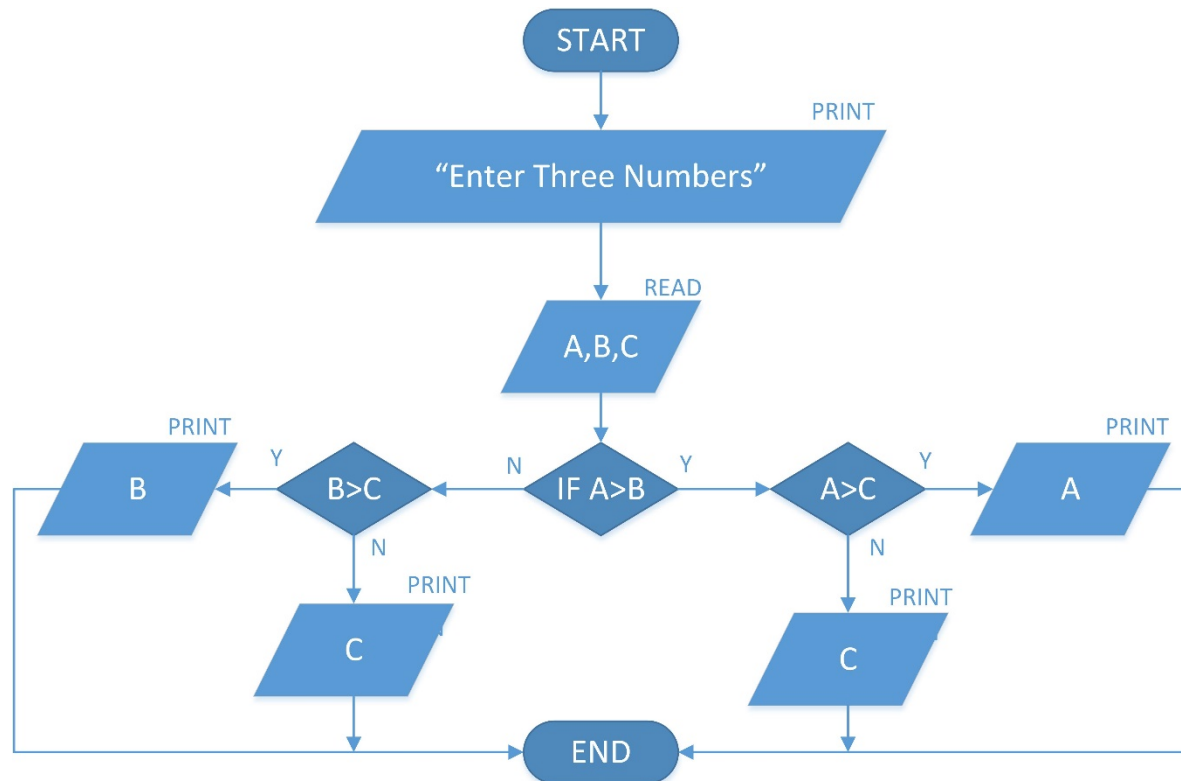 START
PRINT
“Enter Three Numbers”
READ
A,B,C
PRINT
PRINT
B
Y
B>C
N
IF A>B
Y
A>C
Y
A
N
N
PRINT
PRINT
C
C
END